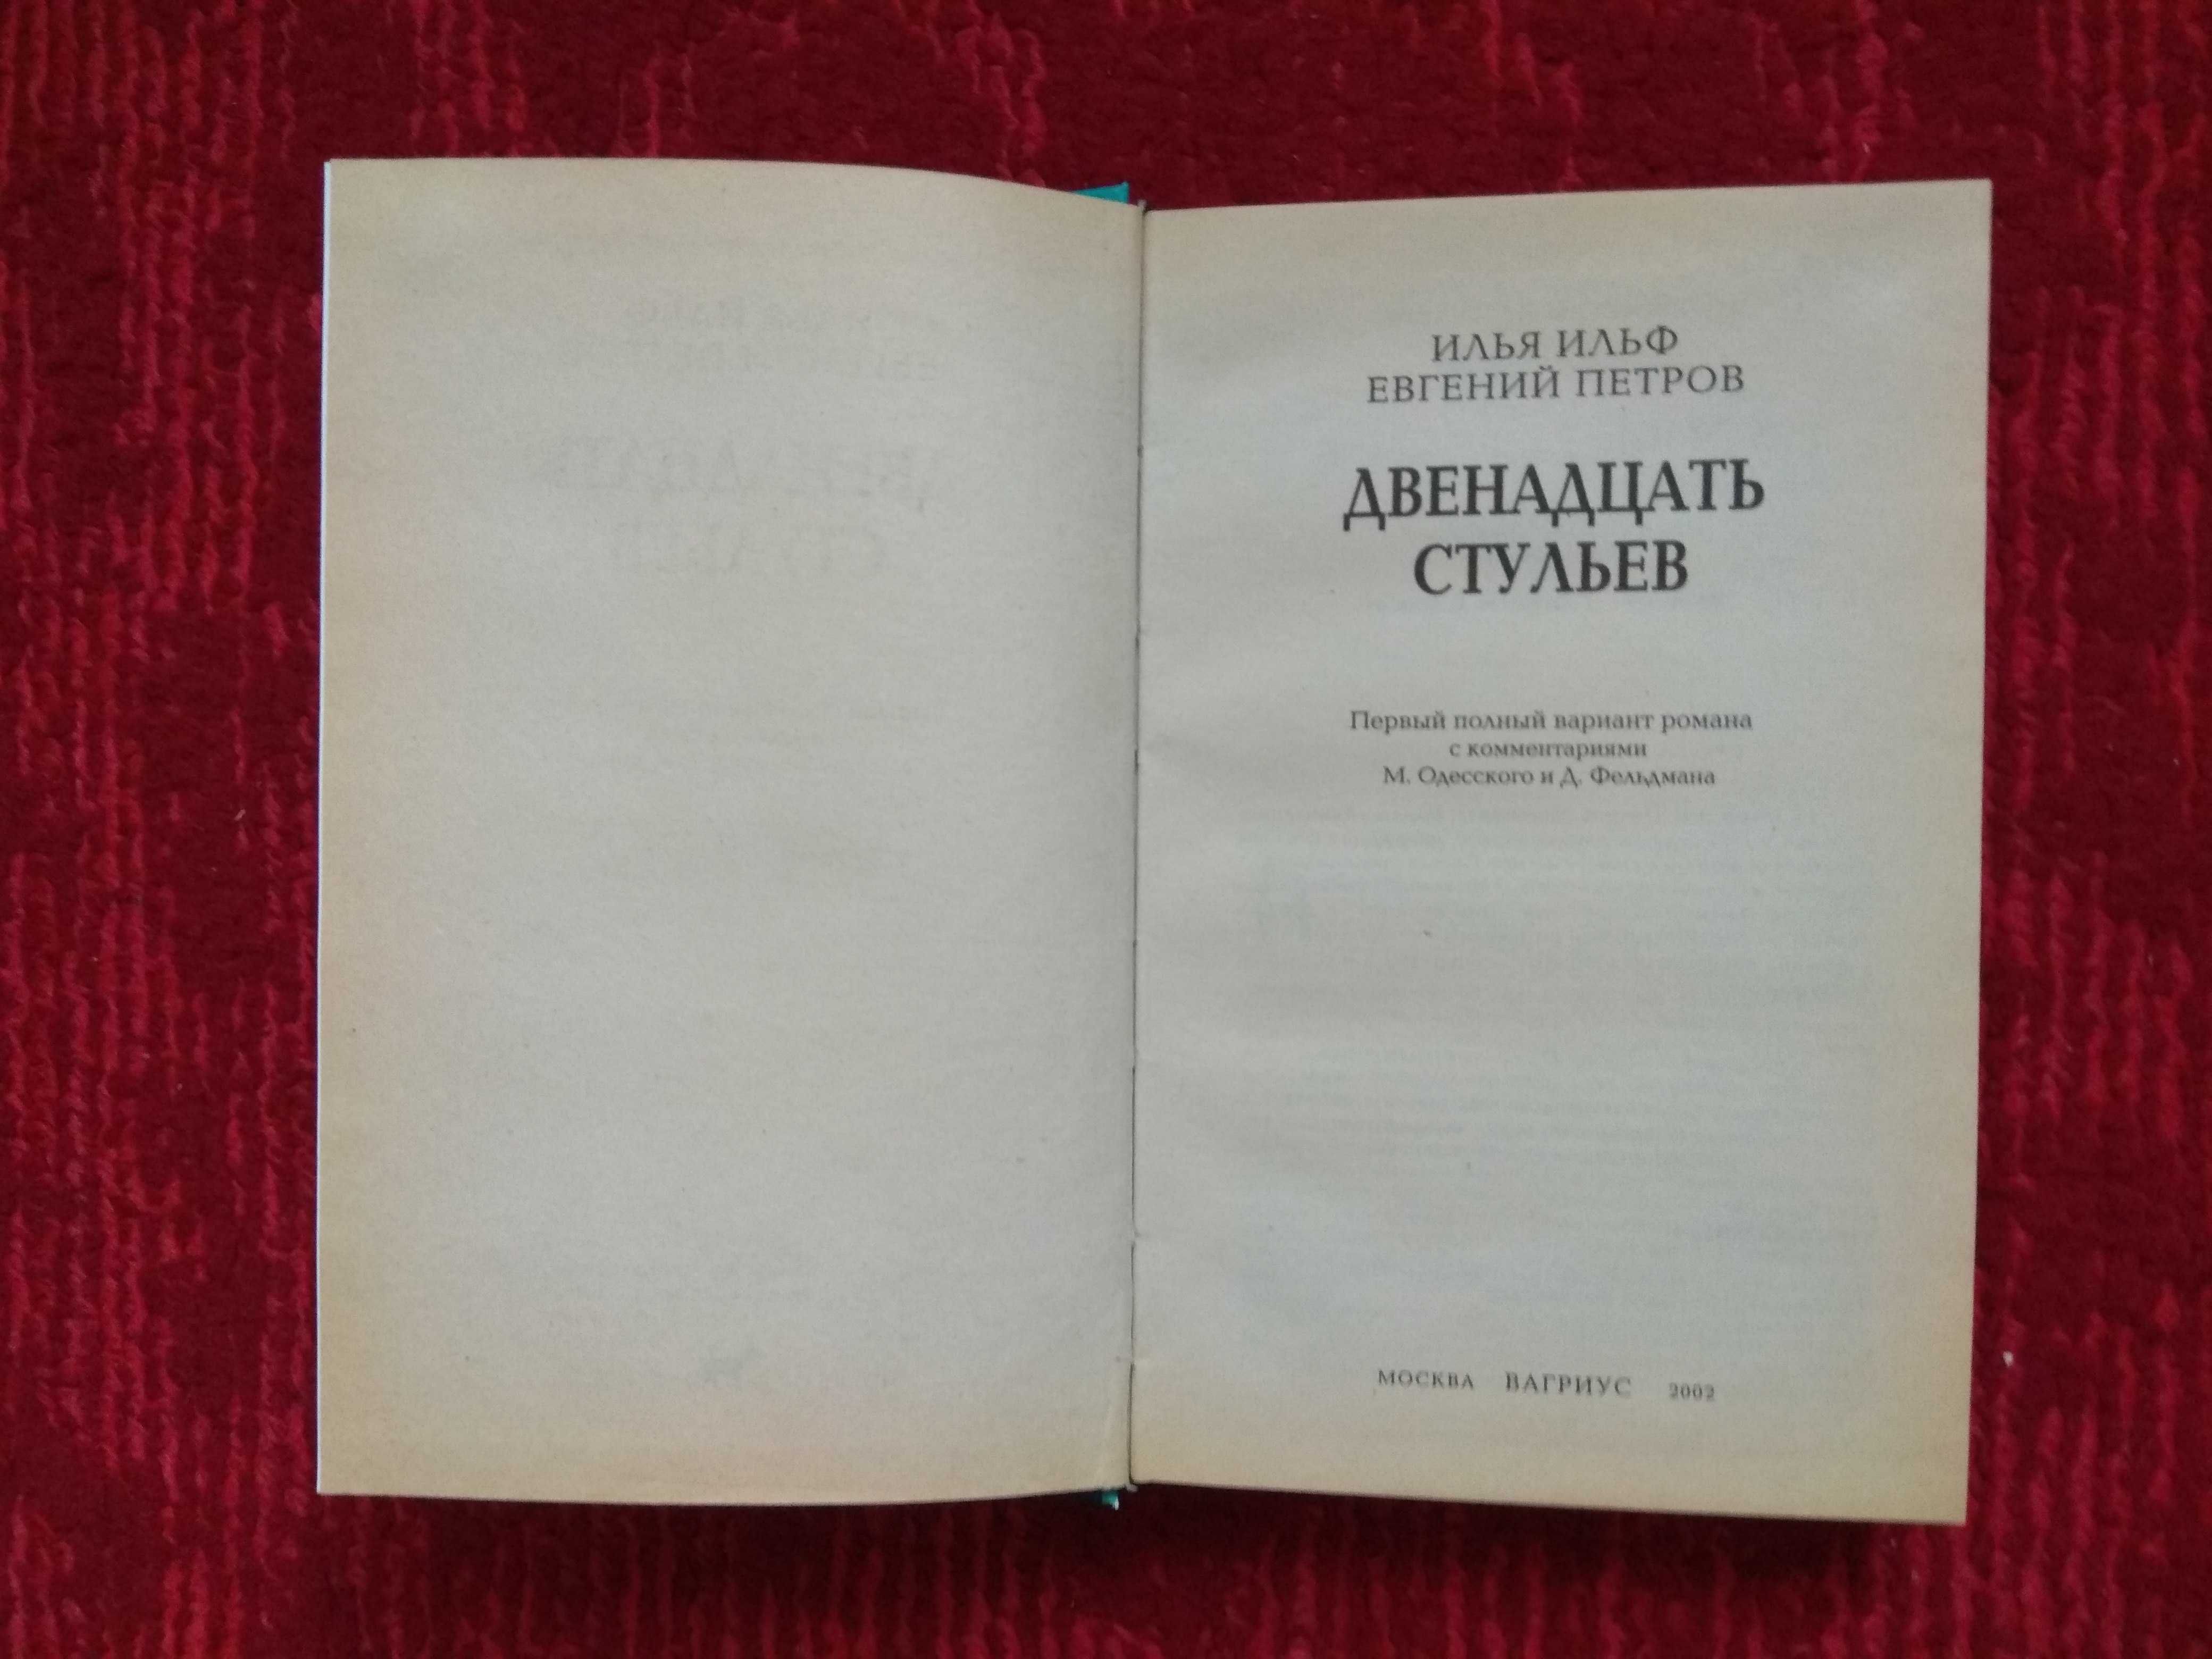 ИЛЬЯ ИЛЬФ
ЕВГЕНИЙ ПЕТРОВ
ДВЕНАДЦАТЬ
СТУЛЬЕВ
Первый полный вариант романа
с комментариями
М. Одесского и Д. Фельдмана
МОСКВА ВАГРИУС 2002